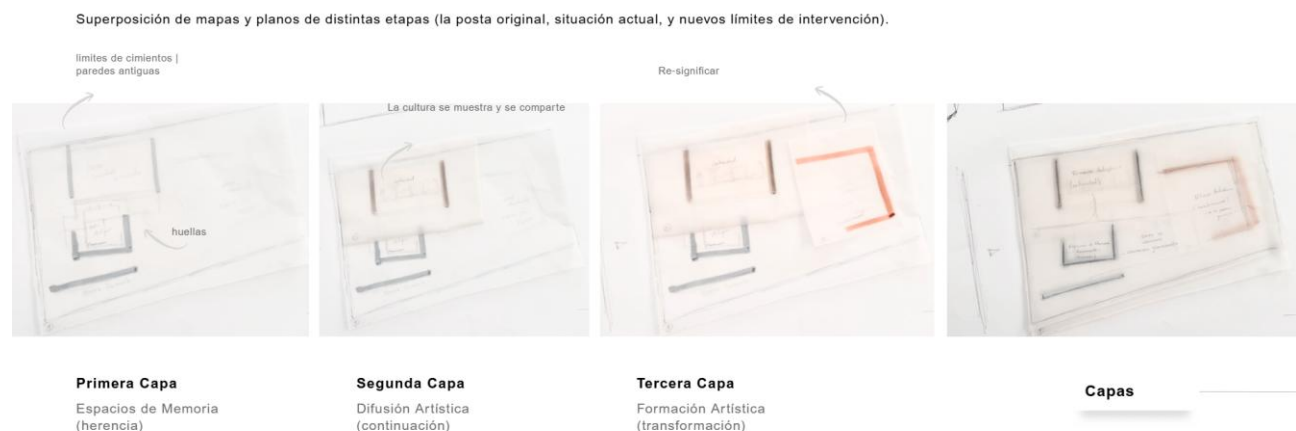 Superposición de mapas y planos de distintas etapas (la posta original, situación actual, y nuevos límites de intervención).
límites de cimientos |
paredes antiguas
Re-significar
La cultura se muestra y se comparte
huellas
Primera Capa
Espacios de Memoria
(herencia)
Segunda Capa
Difusión Artística
(continuación)
Tercera Capa
Formación Artística
(transformación)
Capas